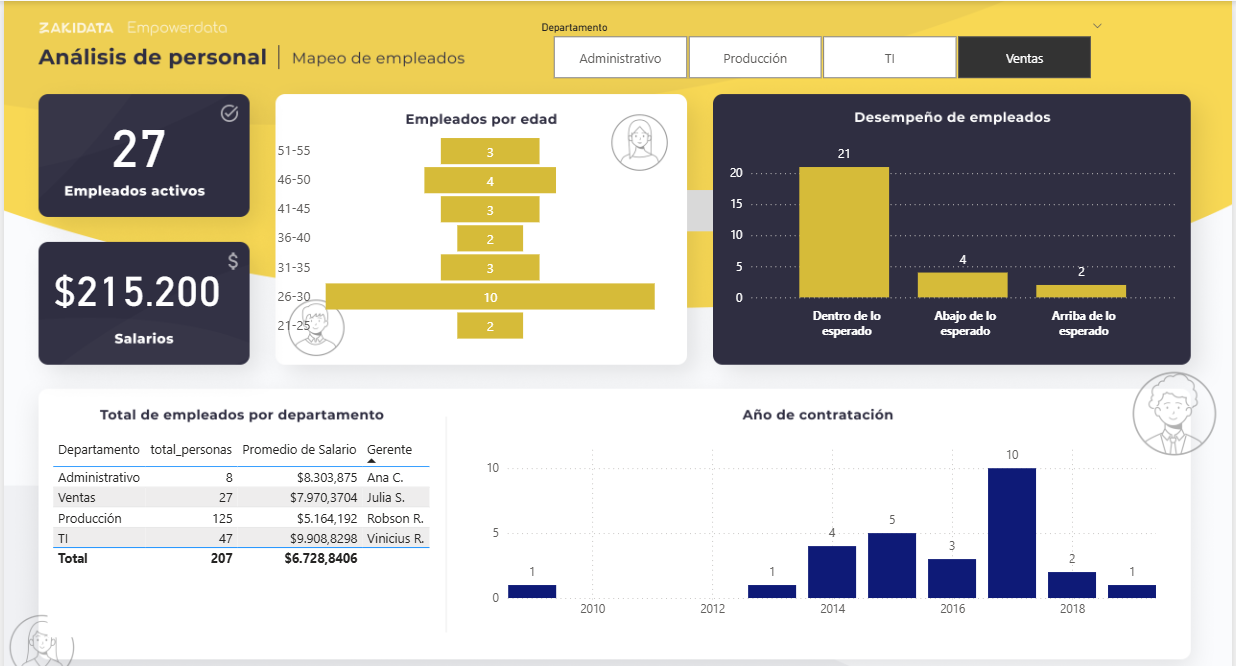 ZAKIDATA Empowerdata
Análisis de personal | Mapeo de empleados
Departamento
Administrativo Producción TI Ventas
27
Empleados activos
$
$215.200
Salarios
Empleados por edad
51-55 3
46-50 4
41-45 3
36-40 2
31-35 3
26-30 10
21-25 2
Desempeño de empleados
20
15
10
5
0
21
4
2
Dentro de lo
esperado
Abajo de lo
esperado
Arriba de lo
esperado
Total de empleados por departamento
Departamento total_personas Promedio de Salario Gerente
Administrativo 8 $8.303,875 Ana C.
Ventas 27 $7.970,3704 Julia S.
Producción 125 $5.164,192 Robson R.
TI 47 $9.908,8298 Vinicius R.
Total 207 $6.728,8406
Año de contratación
10
5
0
1
1
4
5
3
10
2
1
2010 2012 2014 2016 2018